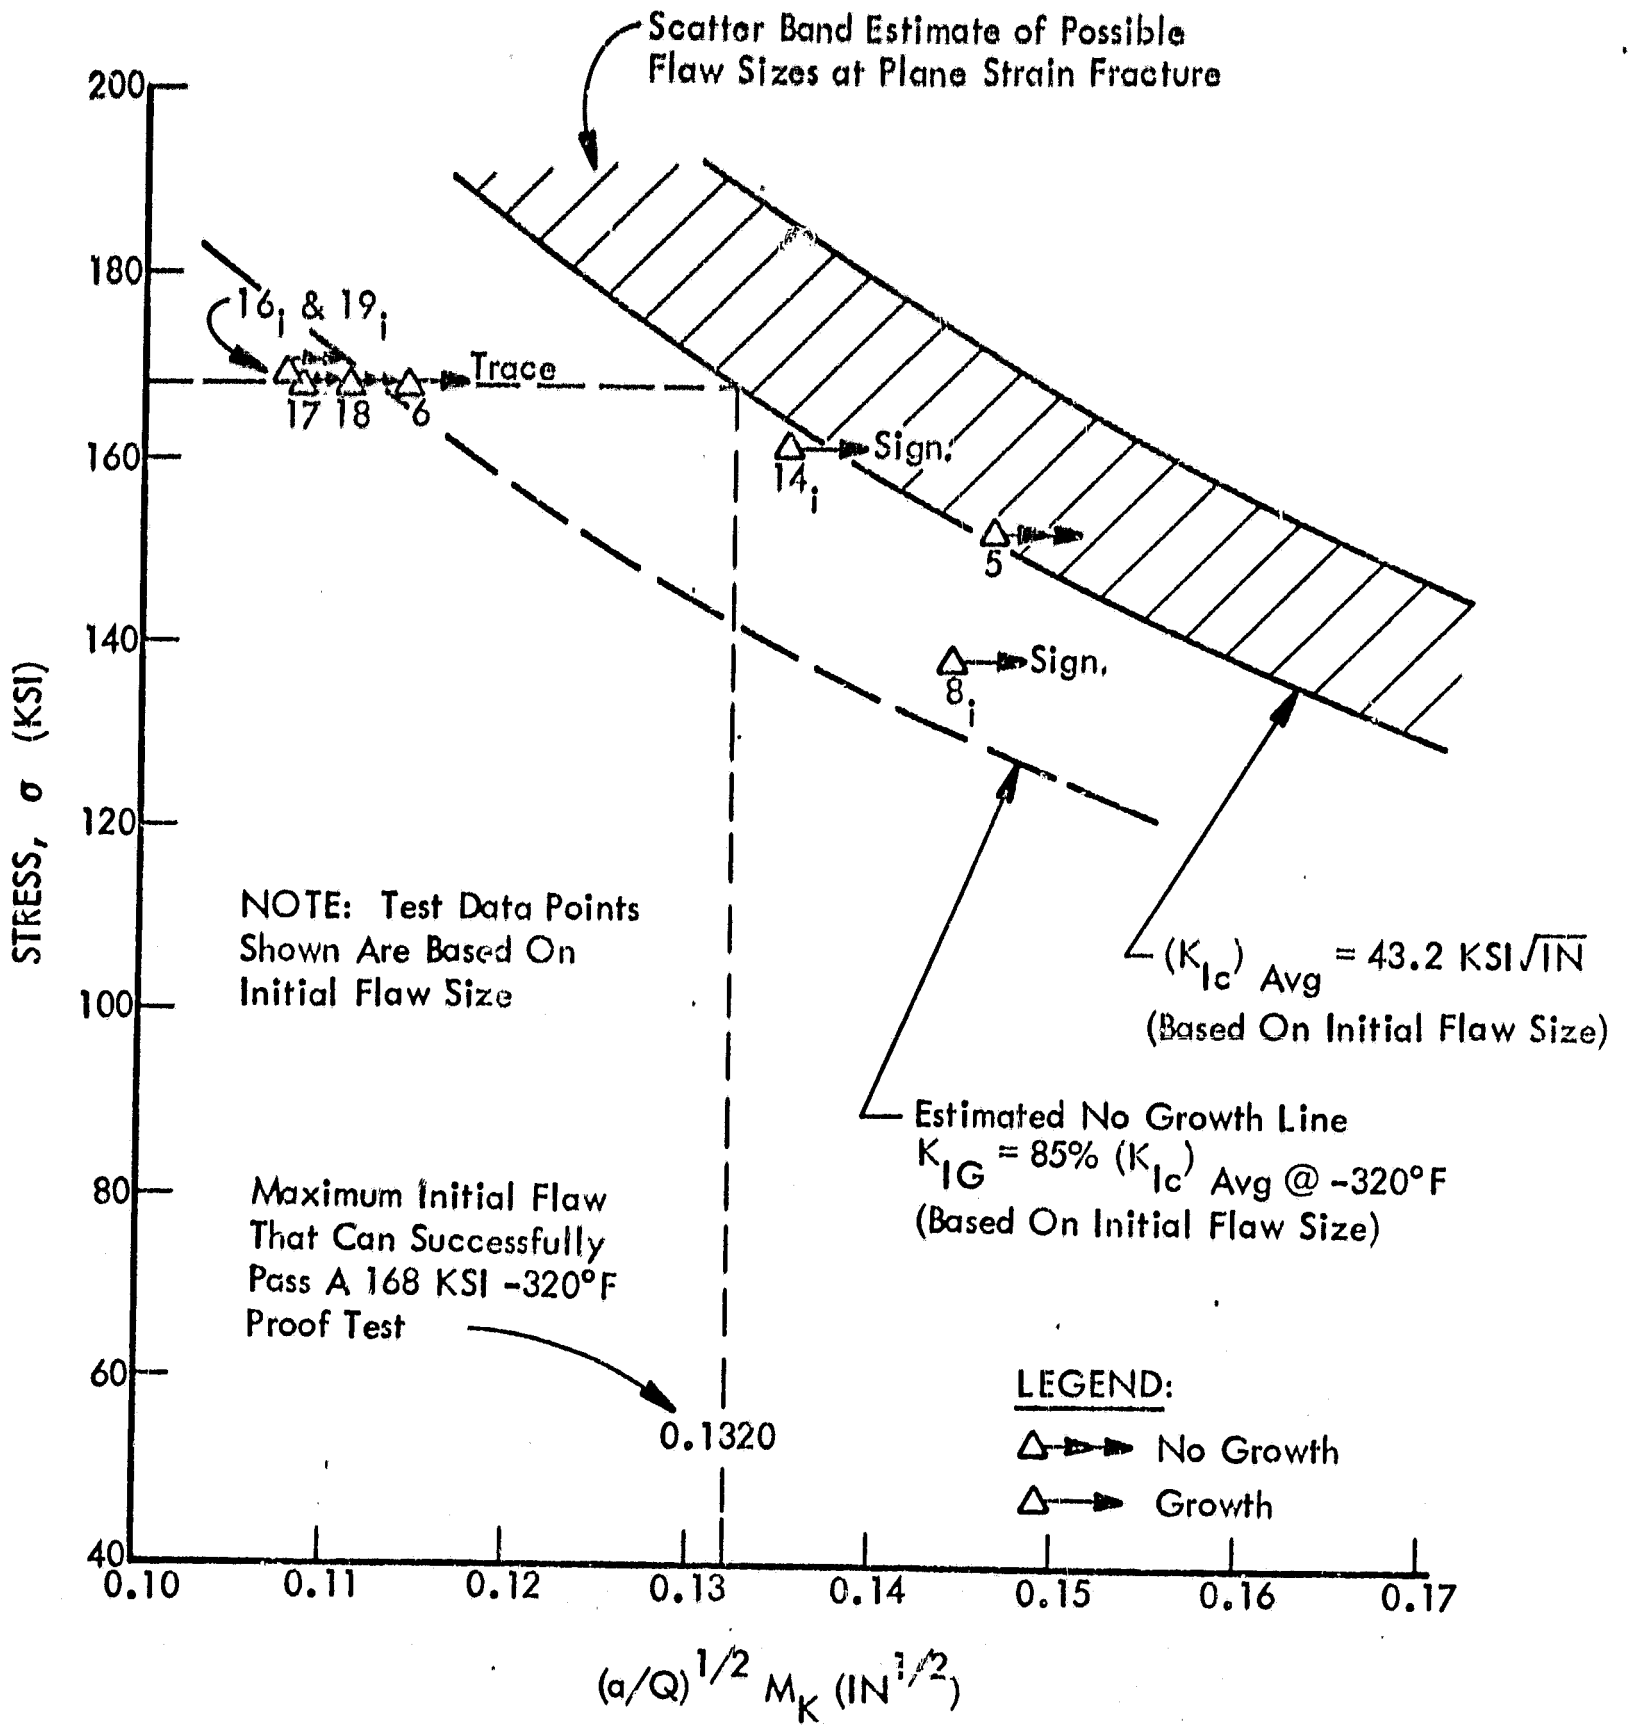 Scatter Band Estimate of Possible
Flaw Sizes at Plane Strain Fracture
200
180
160
140
120
100
80
60
40
STRESS, σ (KSI)
16i & 19i
Trace
17 18 6
Sign.
14i
5
Sign.
8i
NOTE: Test Data Points
Shown Are Based On
Initial Flaw Size
(KIc) Avg = 43.2 KSI√IN
(Based On Initial Flaw Size)
Estimated No Growth Line
KIG = 85% (KIc) Avg @ -320°F
(Based On Initial Flaw Size)
Maximum Initial Flaw
That Can Successfully
Pass A 168 KSI -320°F
Proof Test
0.1320
LEGEND:
No Growth
Growth
0.10 0.11 0.12 0.13 0.14 0.15 0.16 0.17
(a/Q)1/2 MK (IN1/2)